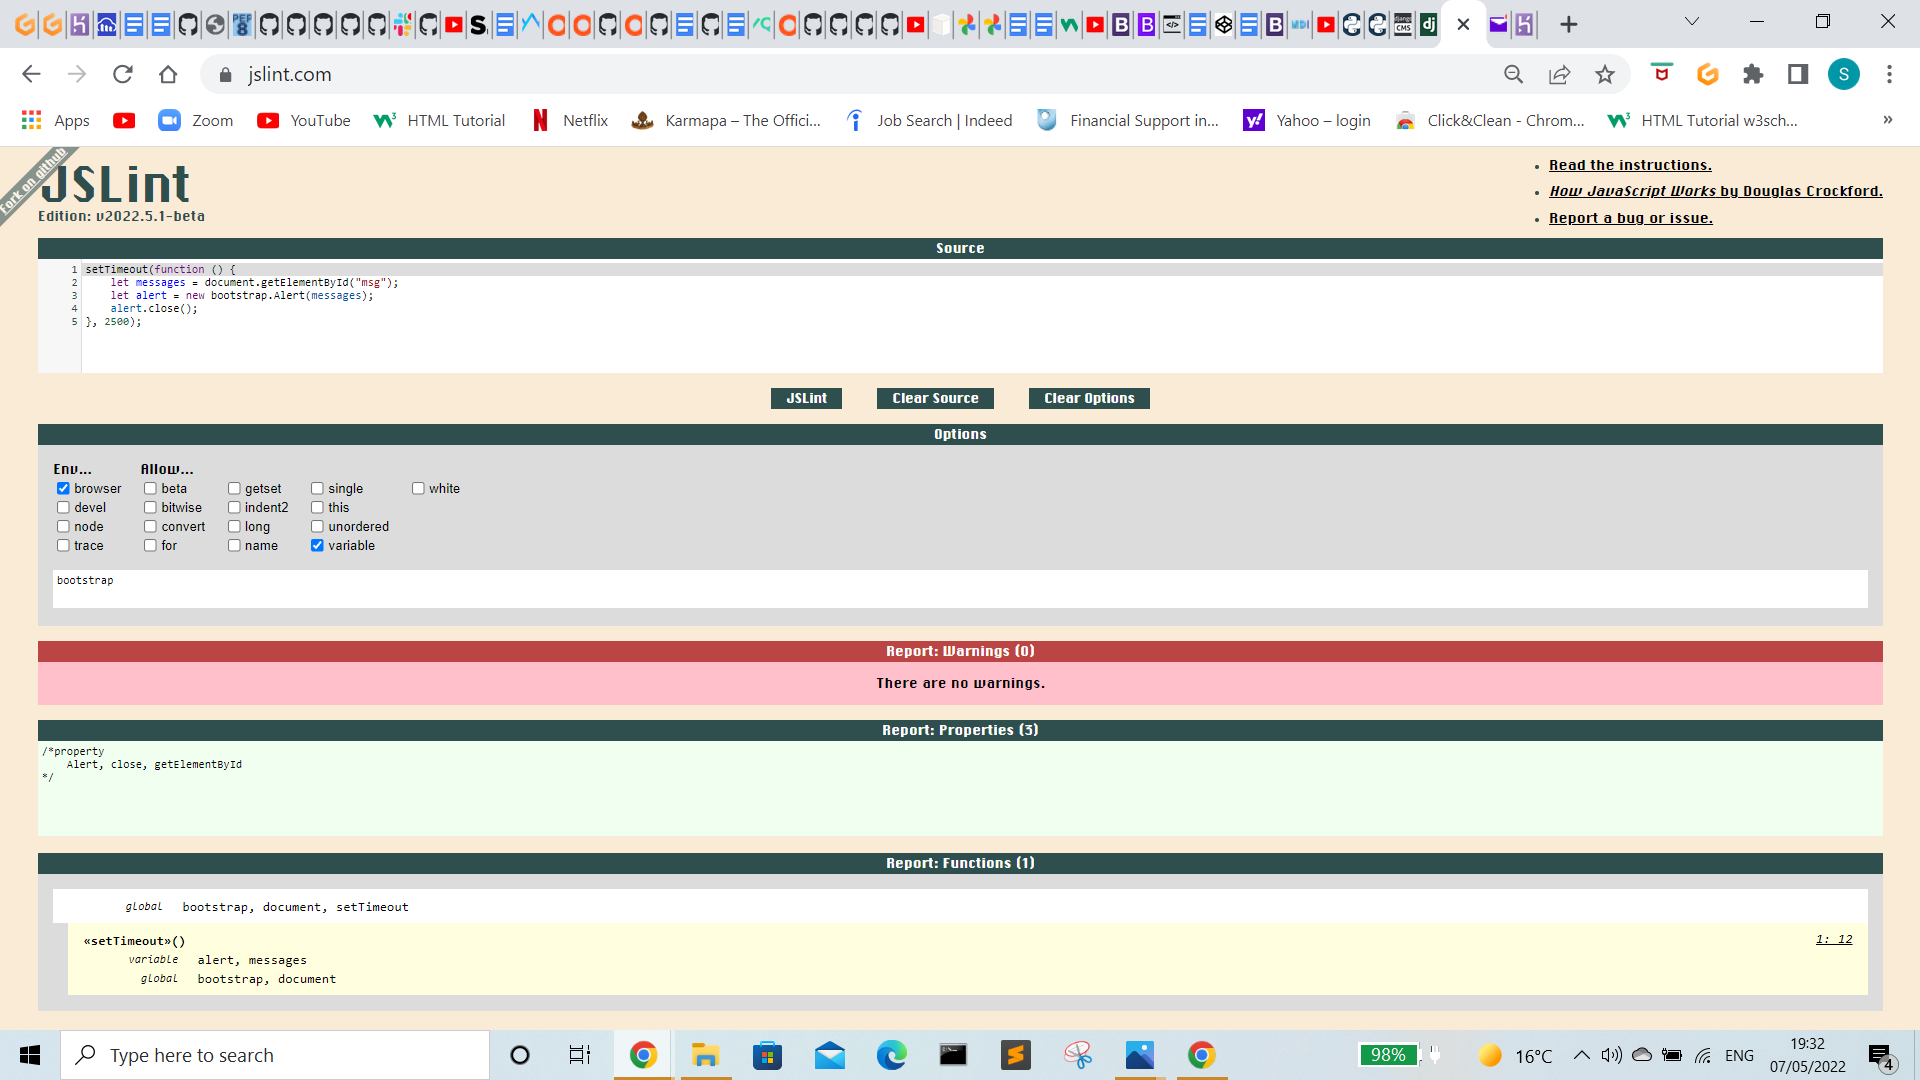 jslint.com
S
Apps
Zoom
YouTube
HTML Tutorial
Netflix
Karmapa – The Offici...
Job Search | Indeed
Financial Support in...
Yahoo – login
Click&Clean - Chrom...
HTML Tutorial w3sch...
»
Fork on github
JSLint
Edition: v2022.5.1-beta
Read the instructions.
How JavaScript Works by Douglas Crockford.
Report a bug or issue.
Source
1 setTimeout(function () {
2 let messages = document.getElementById("msg");
3 let alert = new bootstrap.Alert(messages);
4 alert.close();
5 }, 2500);
JSLint
Clear Source
Clear Options
Options
Env... Allow...
browser beta getset single white
devel bitwise indent2 this
node convert long unordered
trace for name variable
bootstrap
Report: Warnings (0)
There are no warnings.
Report: Properties (3)
/*property
Alert, close, getElementById
*/
Report: Functions (1)
global bootstrap, document, setTimeout
«setTimeout»() 1: 12
variable alert, messages
global bootstrap, document
Type here to search
98%
16°C
ENG
19:32
07/05/2022
4